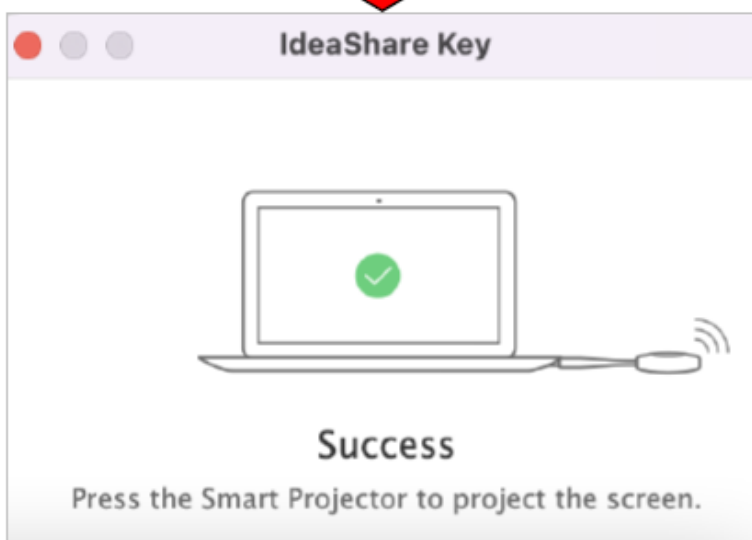 IdeaShare Key
Success
Press the Smart Projector to project the screen.